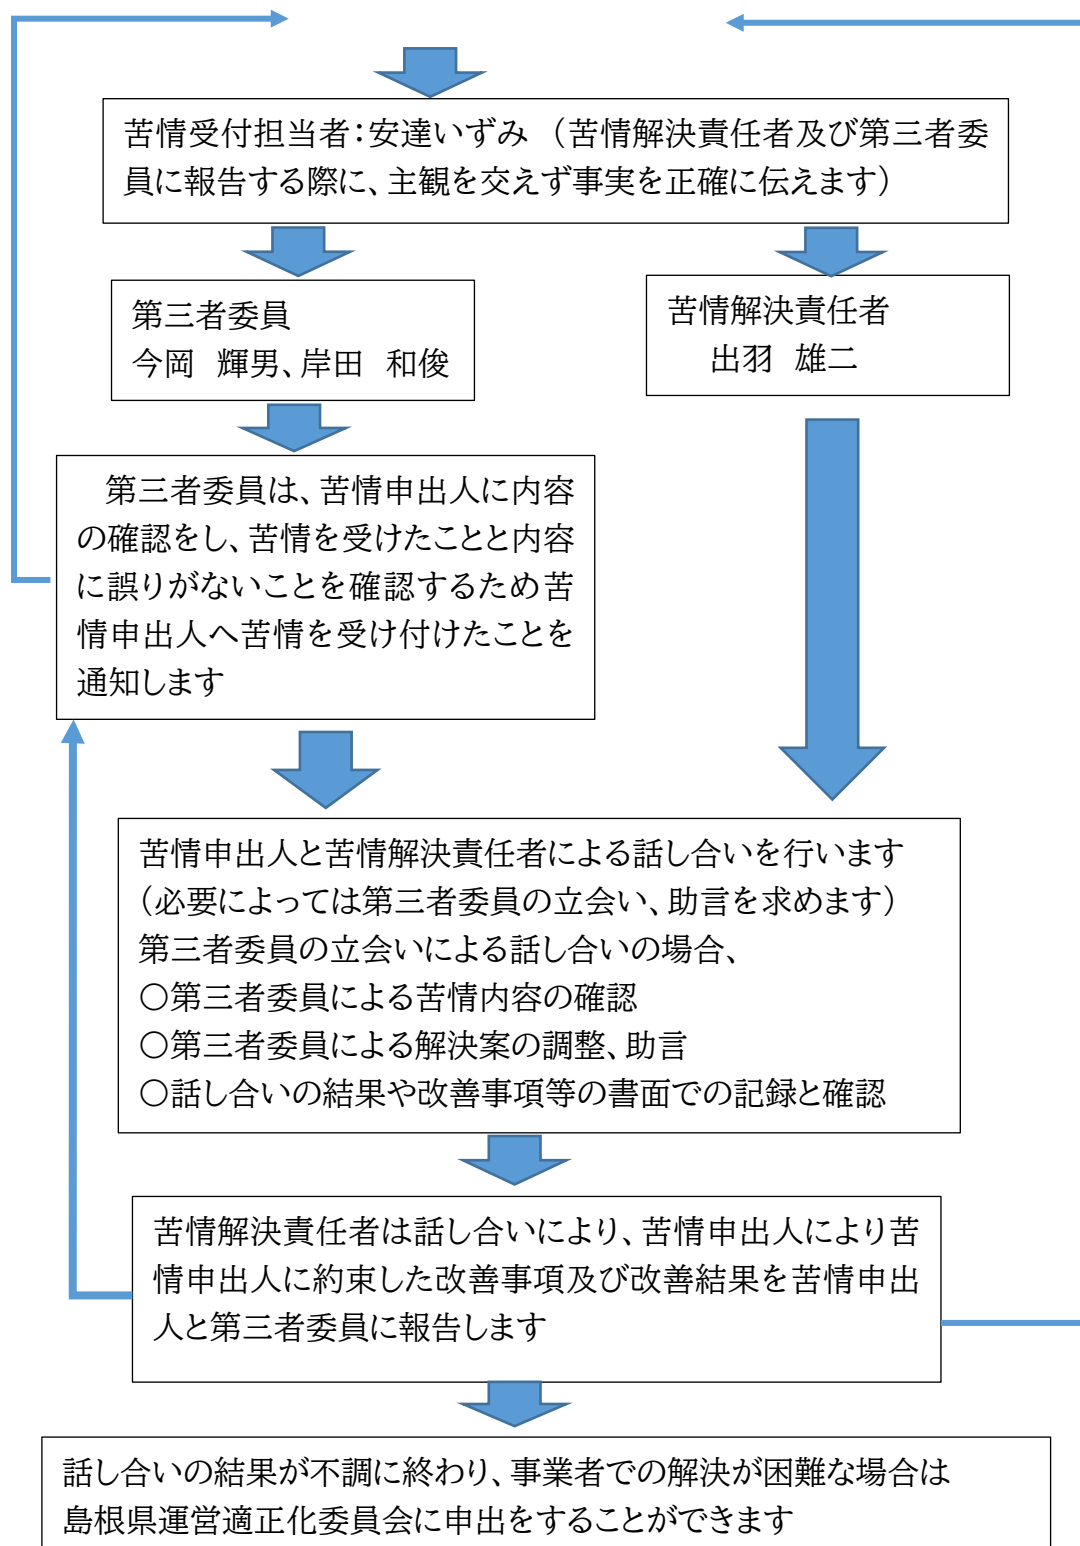 苦情受付担当者：安達いずみ （苦情解決責任者及び第三者委
員に報告する際に、主観を交えず事実を正確に伝えます）
第三者委員
今岡　輝男、岸田　和俊
苦情解決責任者
出羽　雄二
第三者委員は、苦情申出人に内容
の確認をし、苦情を受けたことと内容
に誤りがないことを確認するため苦
情申出人へ苦情を受け付けたことを
通知します
苦情申出人と苦情解決責任者による話し合いを行います
（必要によっては第三者委員の立会い、助言を求めます）
第三者委員の立会いによる話し合いの場合、
〇第三者委員による苦情内容の確認
〇第三者委員による解決案の調整、助言
〇話し合いの結果や改善事項等の書面での記録と確認
苦情解決責任者は話し合いにより、苦情申出人により苦
情申出人に約束した改善事項及び改善結果を苦情申出
人と第三者委員に報告します
話し合いの結果が不調に終わり、事業者での解決が困難な場合は
島根県運営適正化委員会に申出をすることができます